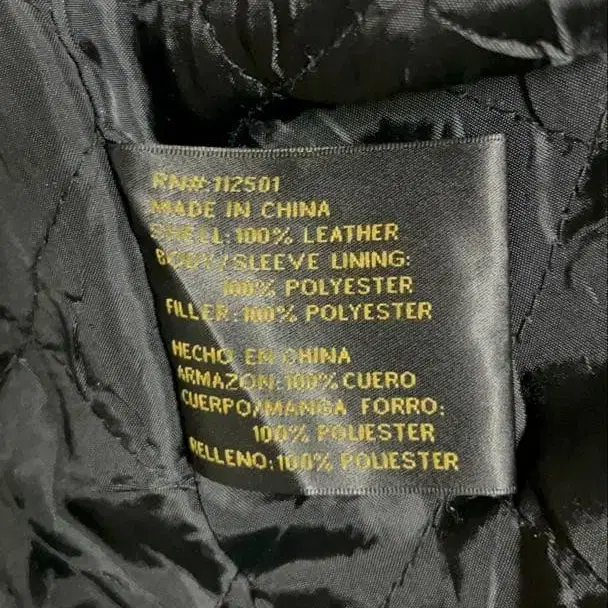 RN#:112501
MADE IN CHINA
SHELL:100% LEATHER
BODY/SLEEVE LINING:
100% POLYESTER
FILLER:100% POLYESTER
HECHO EN CHINA
ARMAZON:100% CUERO
CUERPO/MANGA FORRO:
100% POLIESTER
RELLENO:100% POLIESTER